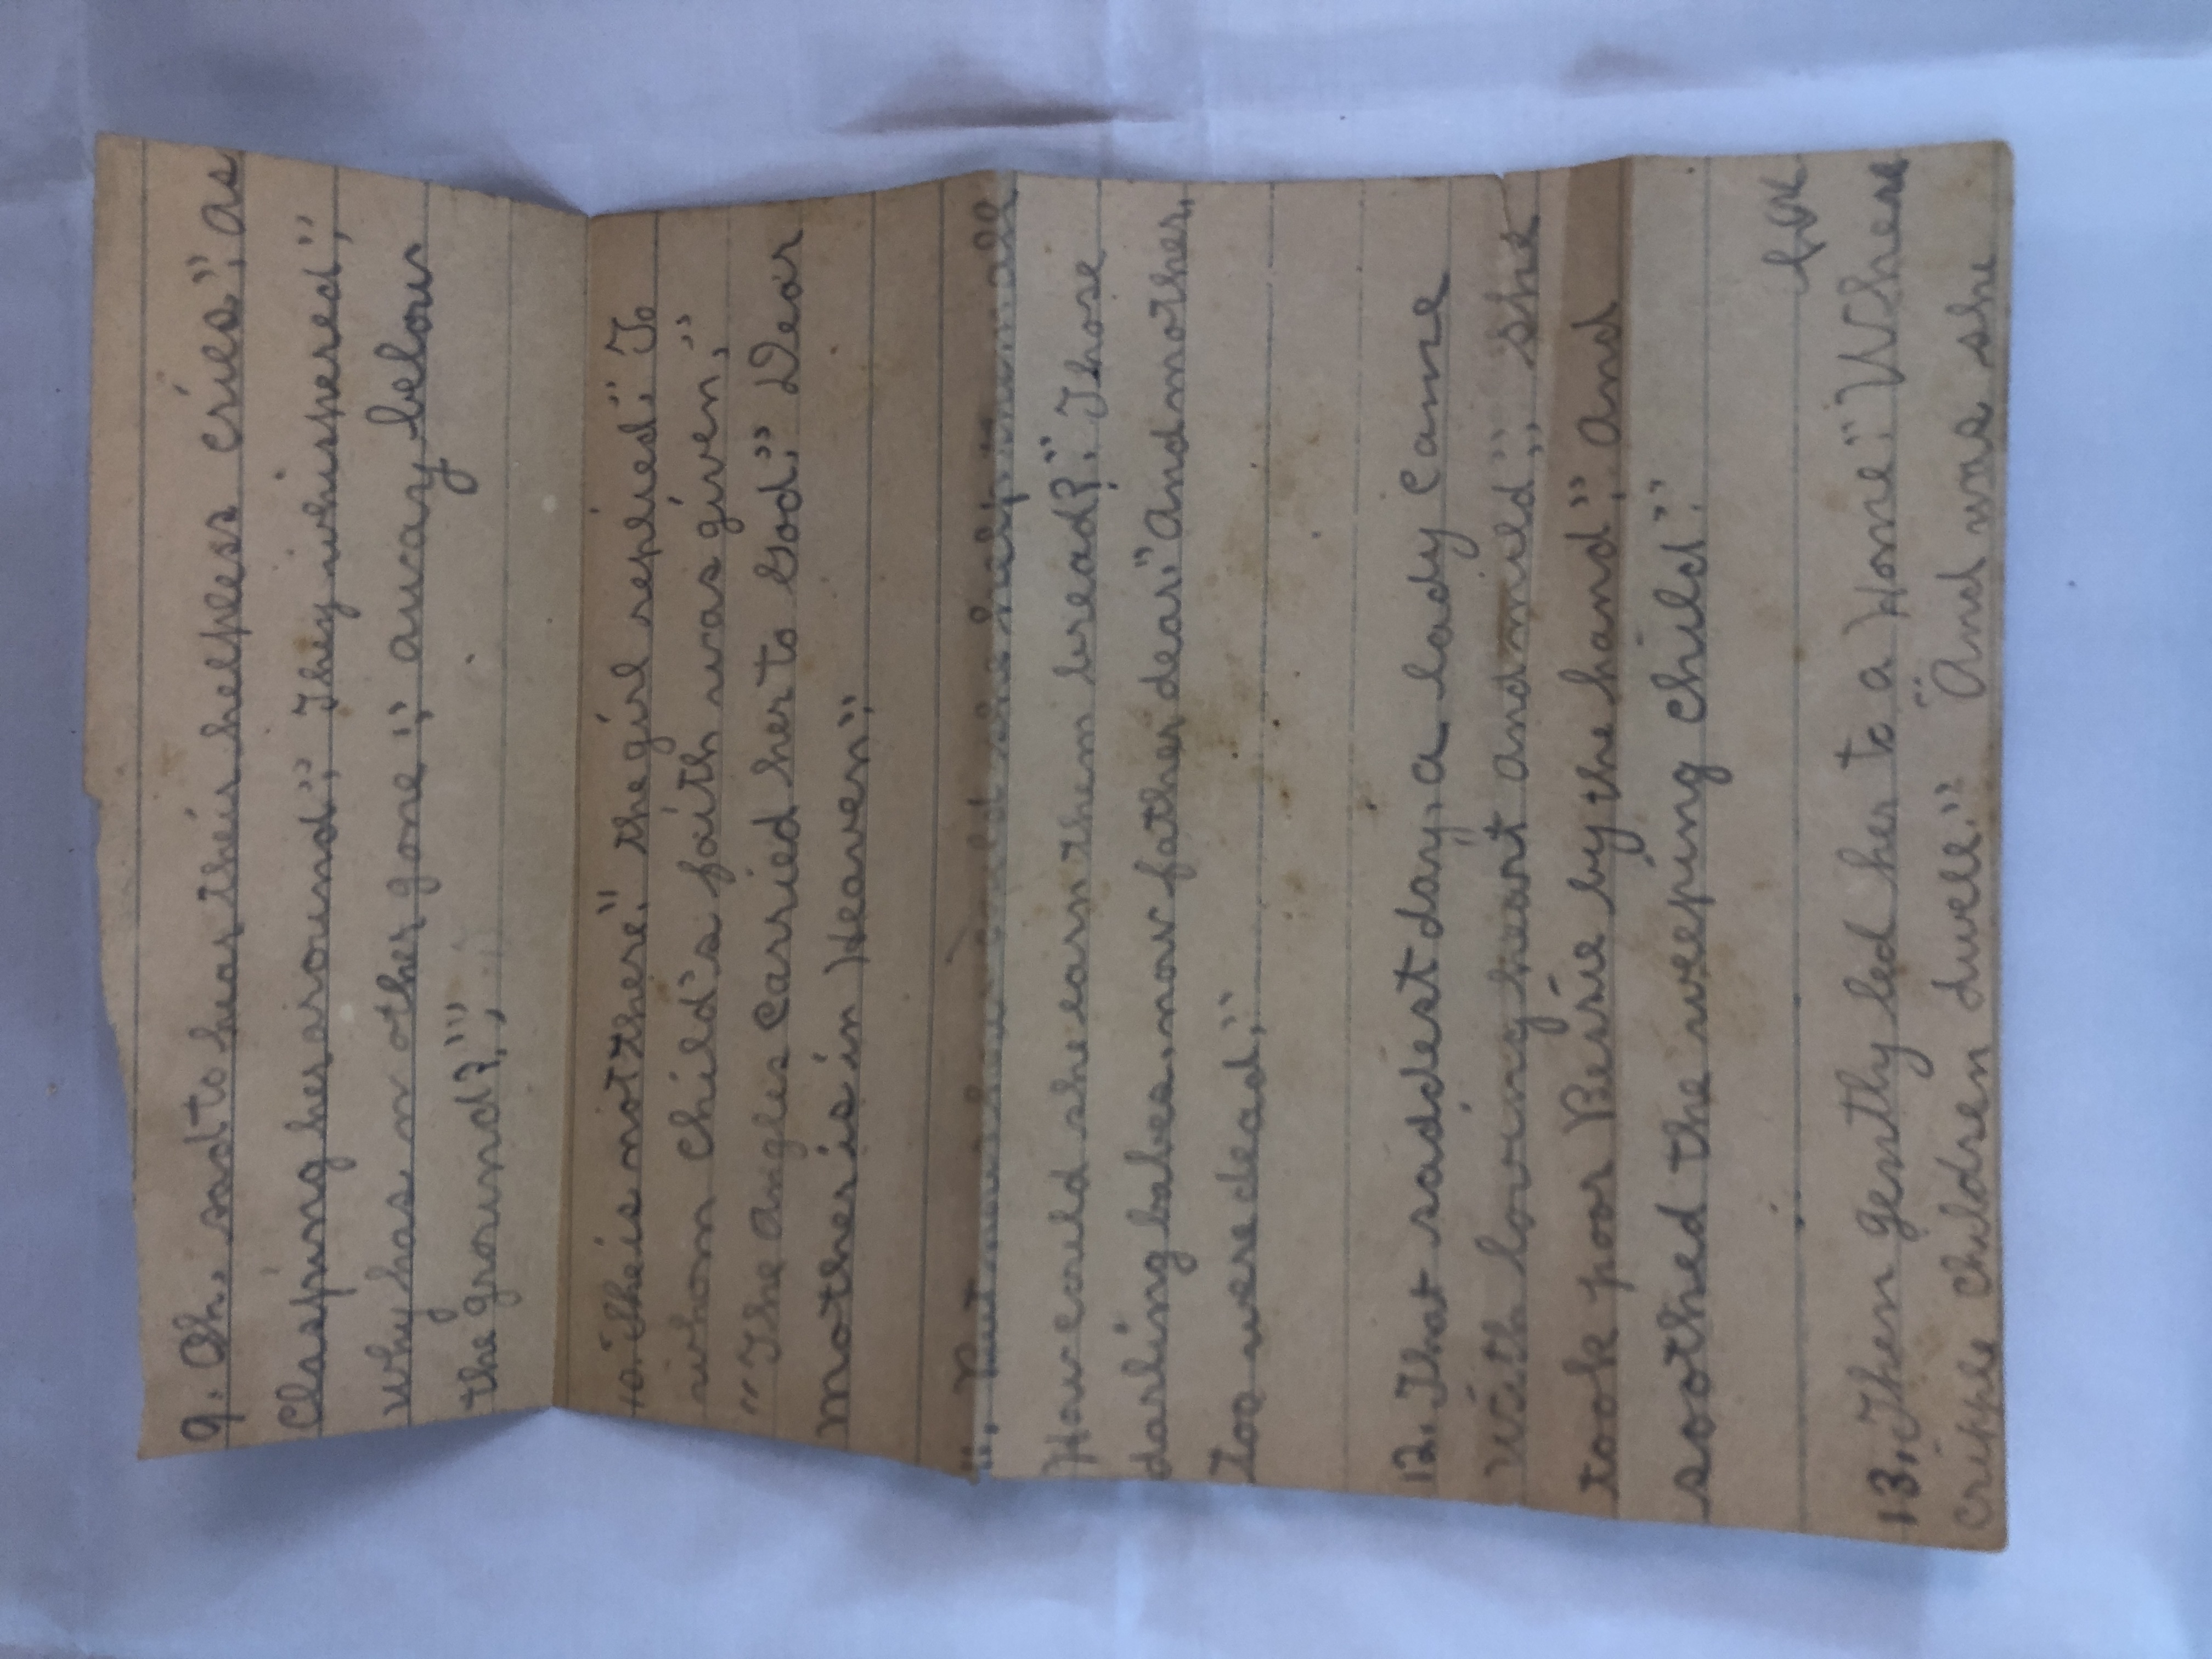 9. Oh, sad to hear their helpless cries"; as
Clasping her around"; They whispered";
why has mother gone "; away below
the ground?";
10. "She is not there." the girl replied; "To
whom child's faith was given,"
"The Angles Carried her to God;" Dear
Mother is in Heaven";
11. But now how could she help them all
How could she earn them bread?;" Those
darling babes, now father dear," And mother,
too were dead,"
12. That saddest day, a lady came
With loving heart and mild"; she
took poor Bessie by the hand"; and
soothed the weeping child"
13. Then gently led her to a Home;" Where
cripple children dwell." "And was she